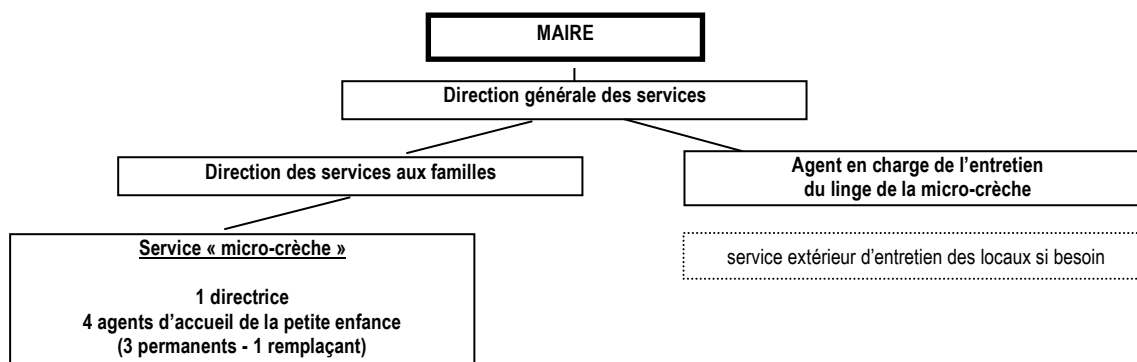 MAIRE
Direction générale des services
Direction des services aux familles
Agent en charge de l’entretien
du linge de la micro-crèche
Service « micro-crèche »
1 directrice
4 agents d’accueil de la petite enfance
(3 permanents - 1 remplaçant)
service extérieur d’entretien des locaux si besoin